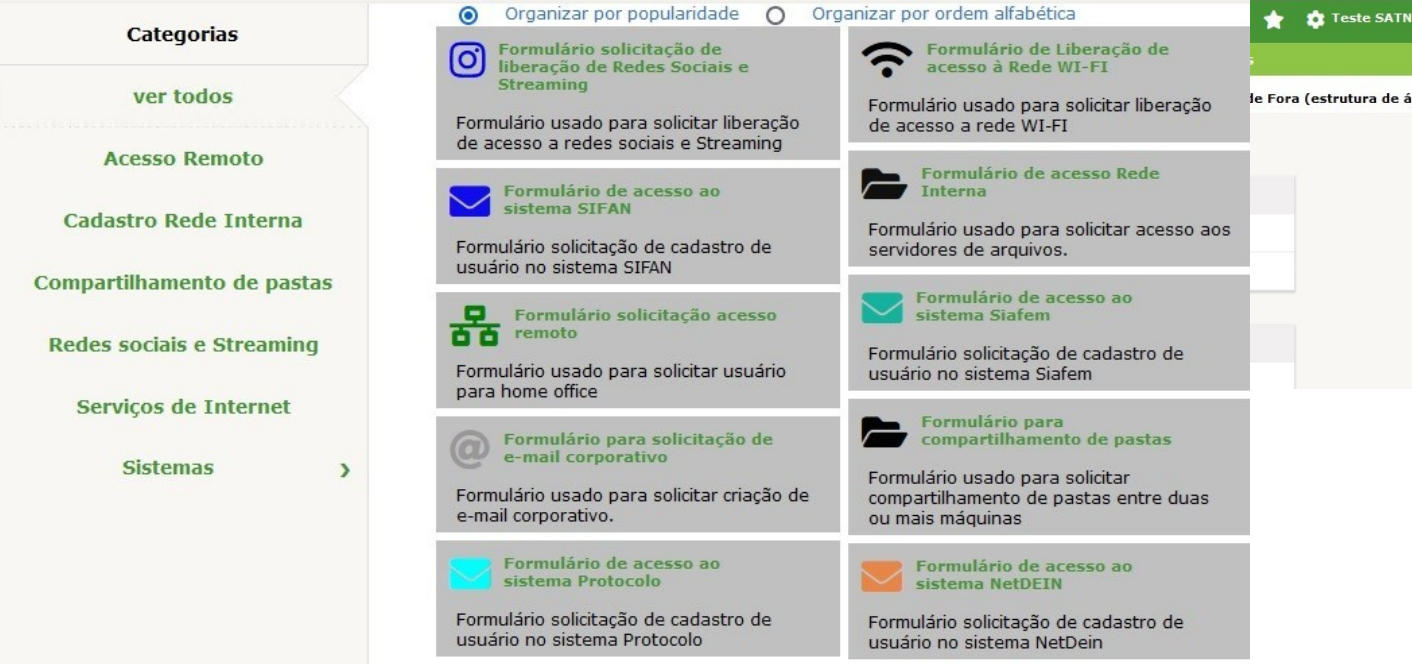 Categorias
ver todos
Acesso Remoto
Cadastro Rede Interna
Compartilhamento de pastas
Redes sociais e Streaming
Serviços de Internet
Sistemas
Organizar por popularidade
Organizar por ordem alfabética
Formulário solicitação de
liberação de Redes Sociais e
Streaming
Formulário usado para solicitar liberação
de acesso a redes sociais e Streaming
Formulário de Liberação de
acesso à Rede WI-FI
Formulário usado para solicitar liberação
de acesso a rede WI-FI
Formulário de acesso ao
sistema SIFAN
Formulário solicitação de cadastro de
usuário no sistema SIFAN
Formulário de acesso Rede
Interna
Formulário usado para solicitar acesso aos
servidores de arquivos.
Formulário solicitação acesso
remoto
Formulário usado para solicitar usuário
para home office
Formulário de acesso ao
sistema Siafem
Formulário solicitação de cadastro de
usuário no sistema Siafem
Formulário para solicitação de
e-mail corporativo
Formulário usado para solicitar criação de
e-mail corporativo.
Formulário para
compartilhamento de pastas
Formulário usado para solicitar
compartilhamento de pastas entre duas
ou mais máquinas
Formulário de acesso ao
sistema Protocolo
Formulário solicitação de cadastro de
usuário no sistema Protocolo
Formulário de acesso ao
sistema NetDEIN
Formulário solicitação de cadastro de
usuário no sistema NetDein
Teste SATN
de Fora (estrutura de á